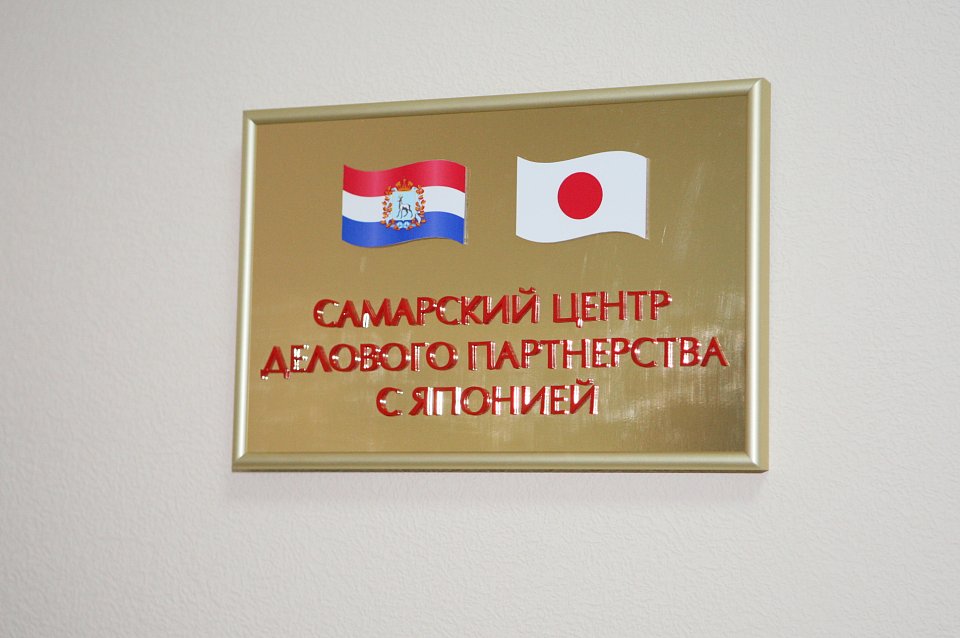 САМАРСКИЙ ЦЕНТР
ДЕЛОВОГО ПАРТНЕРСТВА
С ЯПОНИЕЙ